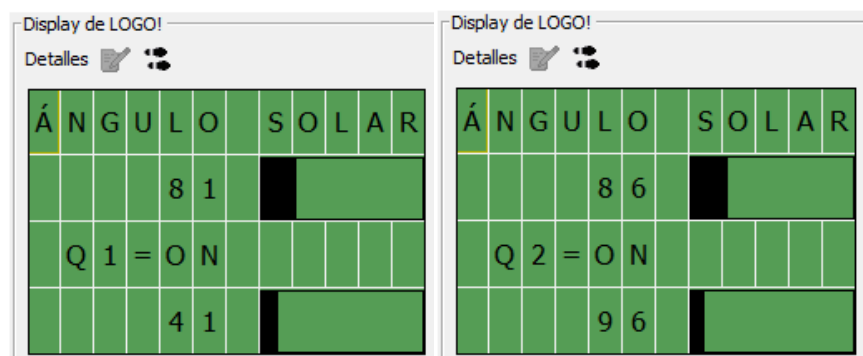 Display de LOGO!
Detalles
ÁNGULO SOLAR
81
Q1=ON
41
Display de LOGO!
Detalles
ÁNGULO SOLAR
86
Q2=ON
96